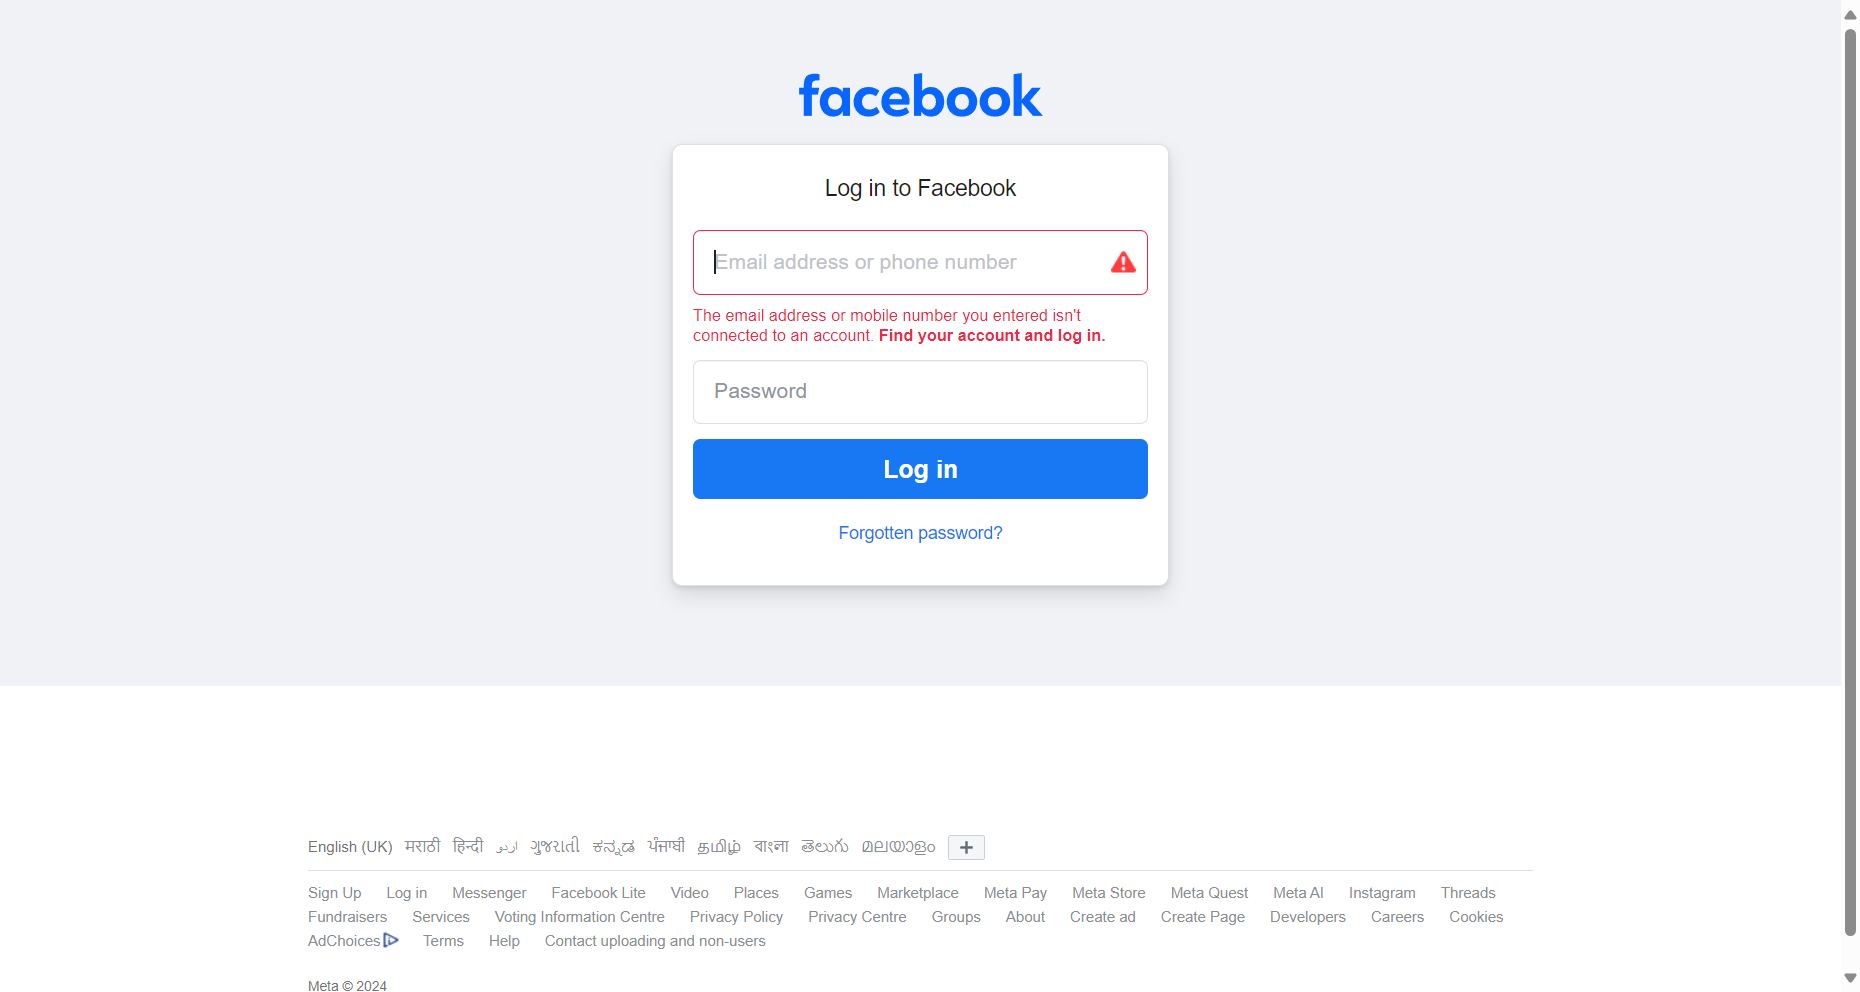 facebook
Log in to Facebook
Email address or phone number
The email address or mobile number you entered isn't
connected to an account. Find your account and log in.
Password
Log in
Forgotten password?
English (UK) मराठी हिन्दी اردو ગુજરાતી ಕನ್ನಡ ਪੰਜਾਬੀ தமிழ் বাংলা తెలుగు മലയാളം +
Sign Up Log in Messenger Facebook Lite Video Places Games Marketplace Meta Pay Meta Store Meta Quest Meta AI Instagram Threads
Fundraisers Services Voting Information Centre Privacy Policy Privacy Centre Groups About Create ad Create Page Developers Careers Cookies
AdChoices Terms Help Contact uploading and non-users
Meta © 2024